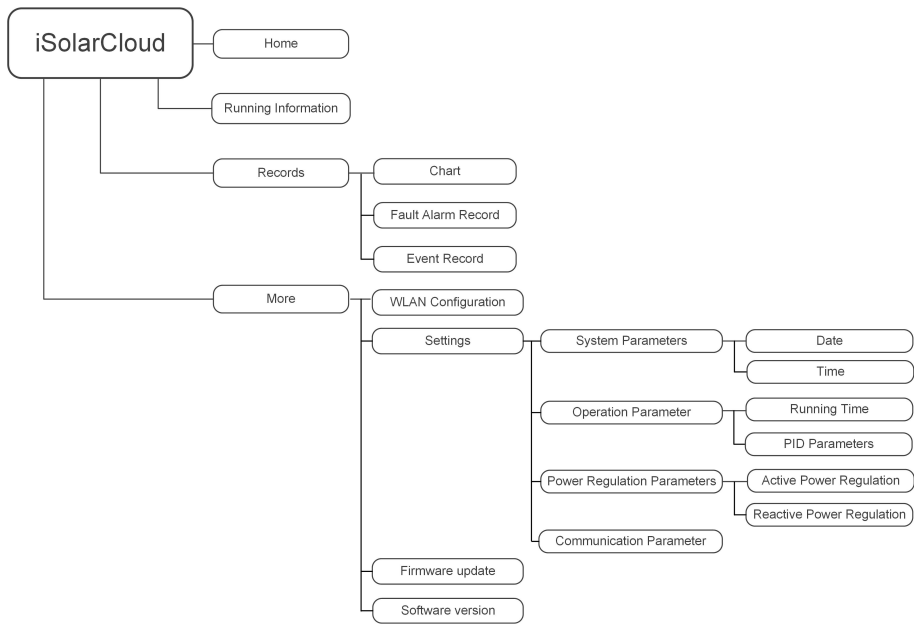 iSolarCloud
Home
Running Information
Records
Chart
Fault Alarm Record
Event Record
More
WLAN Configuration
Settings
System Parameters
Date
Time
Operation Parameter
Running Time
PID Parameters
Power Regulation Parameters
Active Power Regulation
Reactive Power Regulation
Communication Parameter
Firmware update
Software version